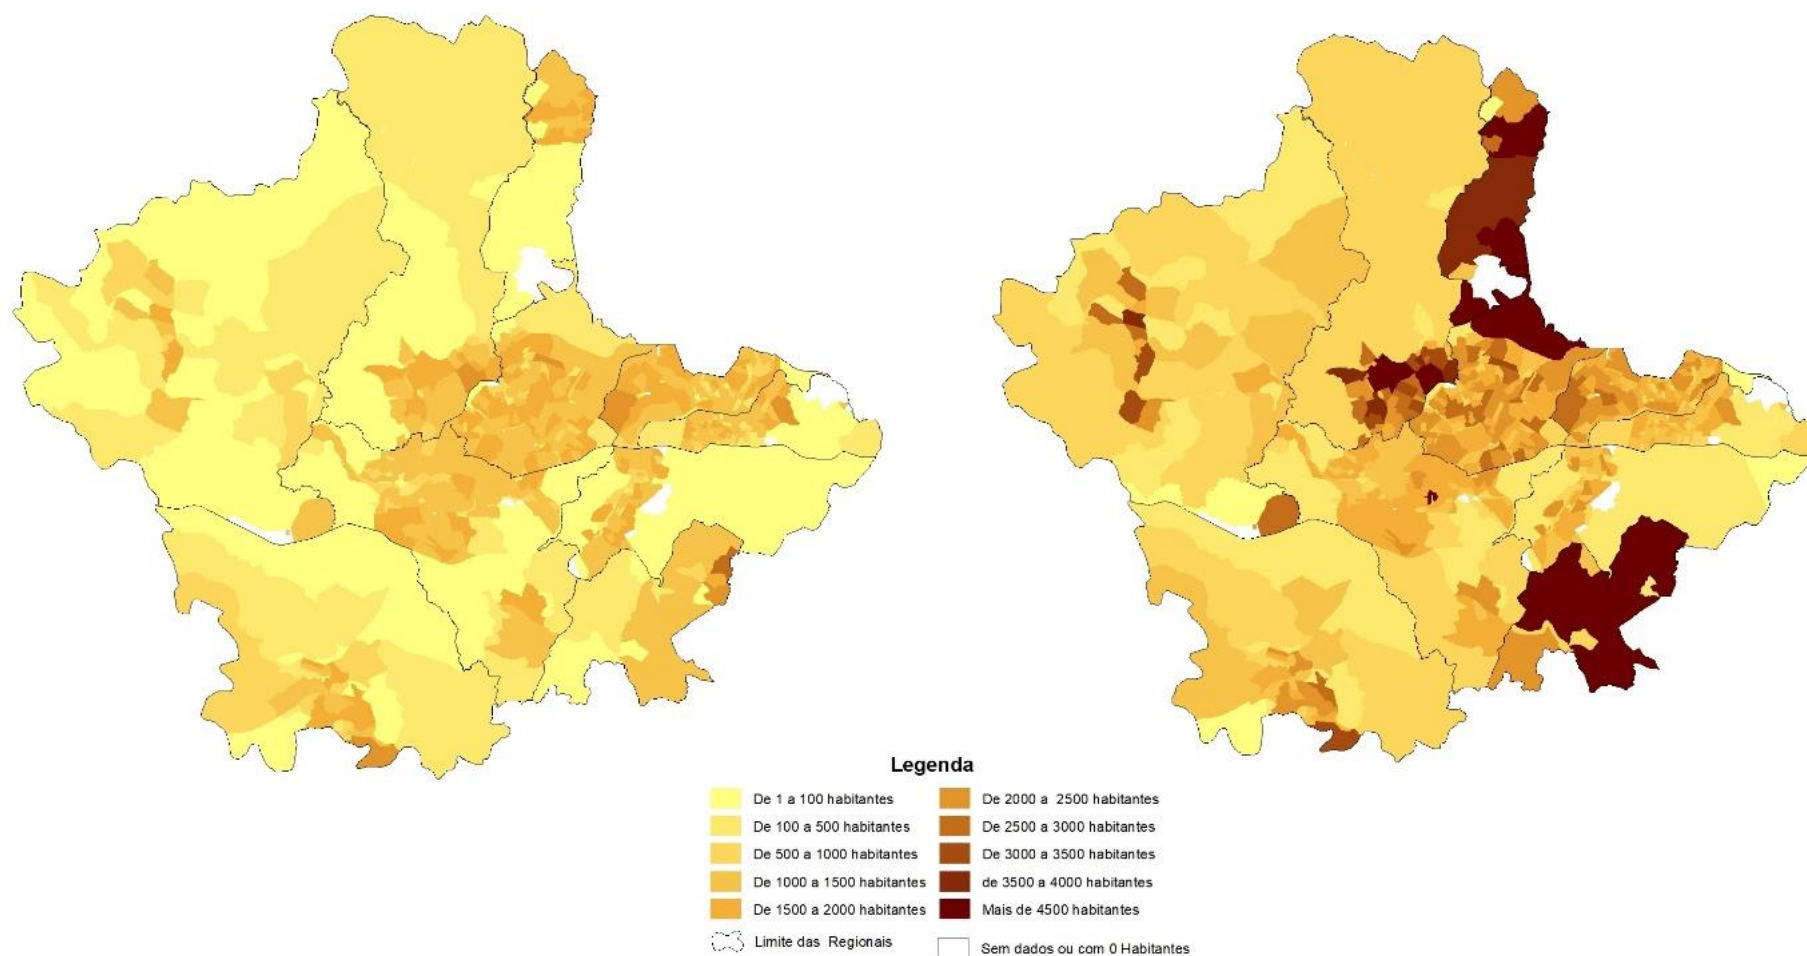 Legenda
De 1 a 100 habitantes
De 100 a 500 habitantes
De 500 a 1000 habitantes
De 1000 a 1500 habitantes
De 1500 a 2000 habitantes
Limite das Regionais
De 2000 a 2500 habitantes
De 2500 a 3000 habitantes
De 3000 a 3500 habitantes
de 3500 a 4000 habitantes
Mais de 4500 habitantes
Sem dados ou com 0 Habitantes